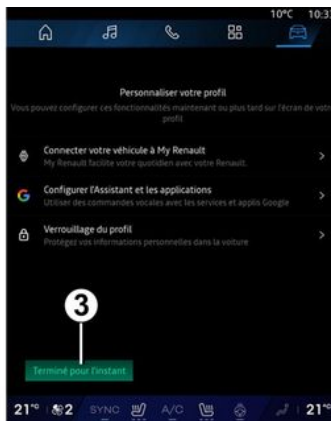 10°C 10:33
Personnaliser votre profil
Vous pouvez configurer ces fonctionnalités maintenant ou plus tard sur l'écran de votre
profil
Connecter votre véhicule à My Renault
My Renault facilite votre quotidien avec votre Renault.
Configurer l'Assistant et les applications
Utiliser des commandes vocales avec les services et applis Google
Verrouillage du profil
Protégez vos informations personnelles dans la voiture
3
Terminé pour l'instant
21° 2 SYNC A/C 21°